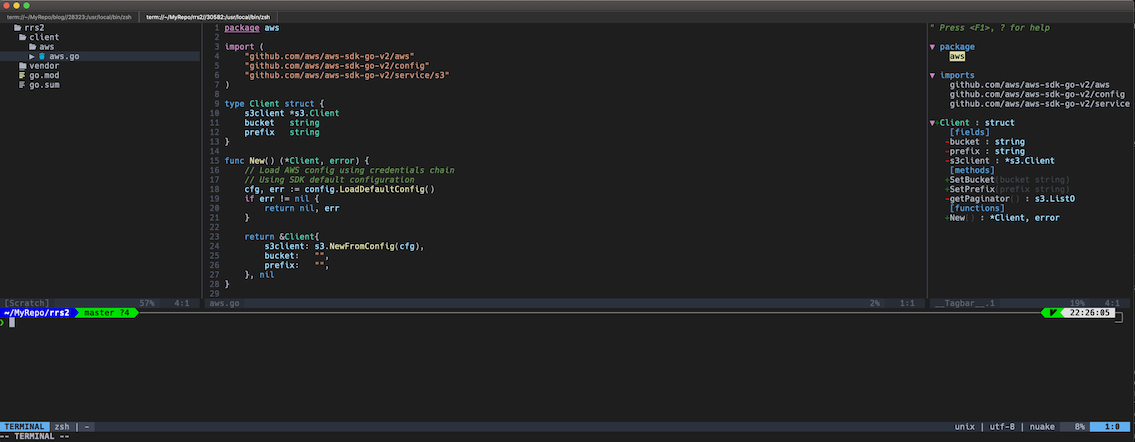 term://~/MyRepo/blog//28323:/usr/local/bin/zsh term://~/MyRepo/rrs2//30582:/usr/local/bin/zsh
rrs2
client
aws
▶ aws.go
vendor
go.mod
go.sum
[Scratch] 57% 4:1
1 package aws
2
3 import (
4 "github.com/aws/aws-sdk-go-v2/aws"
5 "github.com/aws/aws-sdk-go-v2/config"
6 "github.com/aws/aws-sdk-go-v2/service/s3"
7 )
8
9 type Client struct {
10 s3client *s3.Client
11 bucket string
12 prefix string
13 }
14
15 func New() (*Client, error) {
16 // Load AWS config using credentials chain
17 // Using SDK default configuration
18 cfg, err := config.LoadDefaultConfig()
19 if err != nil {
20 return nil, err
21 }
22
23 return &Client{
24 s3client: s3.NewFromConfig(cfg),
25 bucket: "",
26 prefix: "",
27 }, nil
28 }
29
aws.go 2% 1:1
" Press <F1>, ? for help
▼ package
aws
▼ imports
github.com/aws/aws-sdk-go-v2/aws
github.com/aws/aws-sdk-go-v2/config
github.com/aws/aws-sdk-go-v2/service
▼+Client : struct
[fields]
-bucket : string
-prefix : string
-s3client : *s3.Client
[methods]
+SetBucket(bucket string)
+SetPrefix(prefix string)
-getPaginator() : s3.ListO
[functions]
+New() : *Client, error
__Tagbar__.1 19% 4:1
~/MyRepo/rrs2 master ?4 22:26:05
❯
TERMINAL zsh | - unix | utf-8 | nuake 8% 1:0
-- TERMINAL --